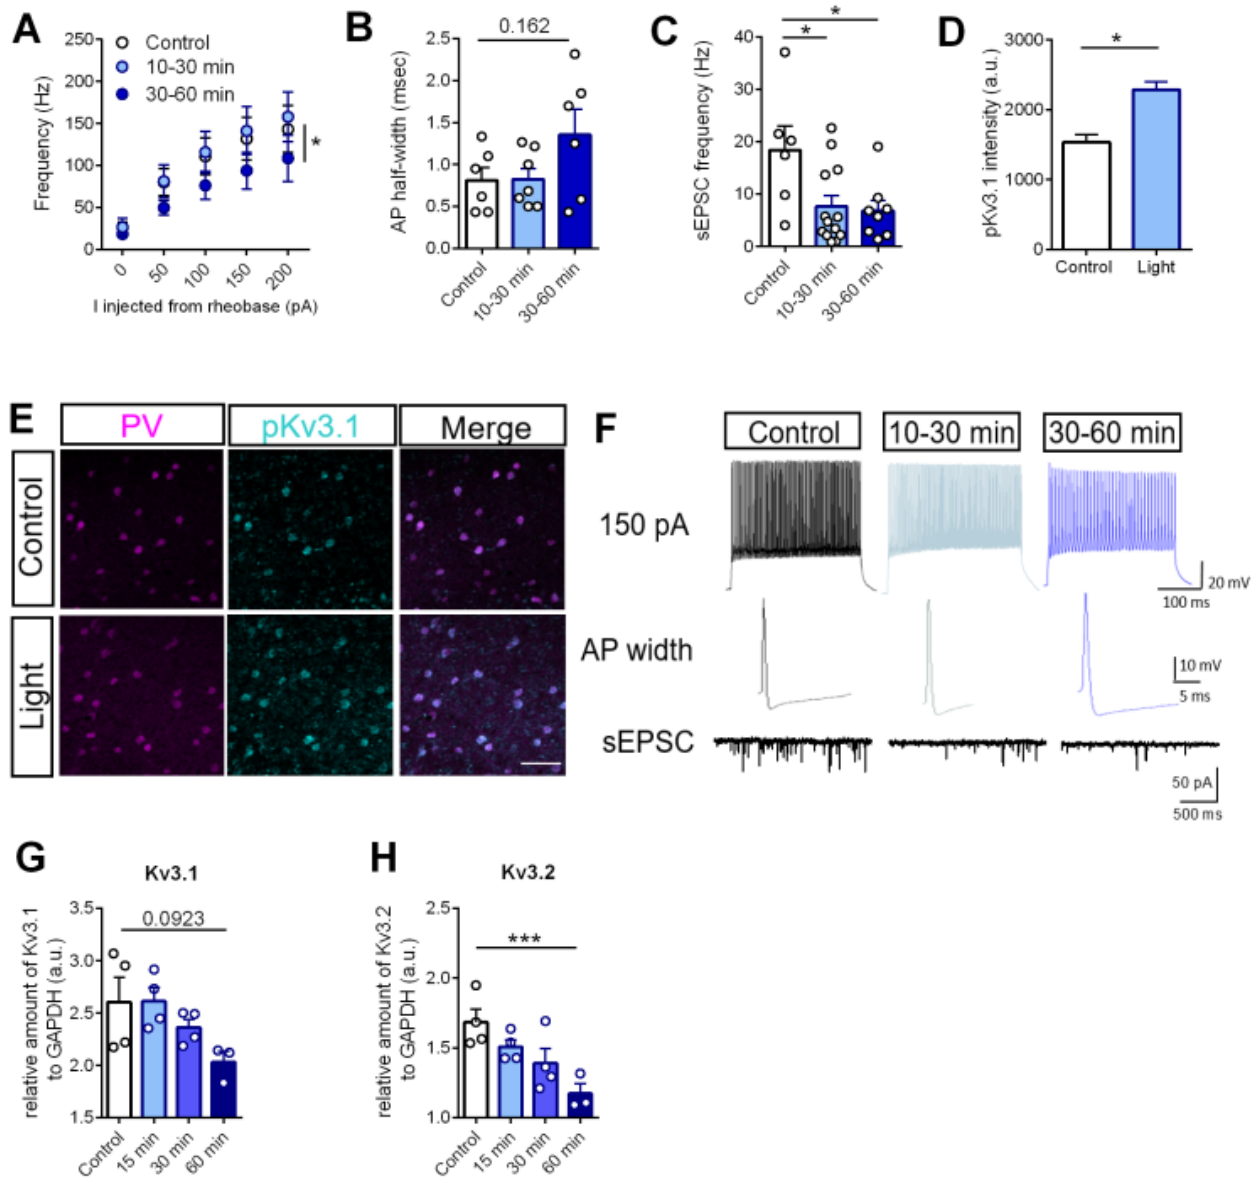 A
Frequency (Hz)
250
200
150
100
50
0
Control
10-30 min
30-60 min
*
0
50
100
150
200
I injected from rheobase (pA)
B
AP half-width (msec)
2.5
2.0
1.5
1.0
0.5
0.0
0.162
Control
10-30 min
30-60 min
C
sEPSC frequency (Hz)
40
30
20
10
0
*
*
Control
10-30 min
30-60 min
D
pKv3.1 intensity (a.u.)
3000
2000
1000
0
*
Control
Light
E
PV
pKv3.1
Merge
Control
Light
F
Control
10-30 min
30-60 min
150 pA
20 mV
100 ms
AP width
10 mV
5 ms
sEPSC
50 pA
500 ms
G
Kv3.1
relative amount of Kv3.1
to GAPDH (a.u.)
3.5
3.0
2.5
2.0
1.5
0.0923
Control
15 min
30 min
60 min
H
Kv3.2
relative amount of Kv3.2
to GAPDH (a.u.)
2.5
2.0
1.5
1.0
***
Control
15 min
30 min
60 min